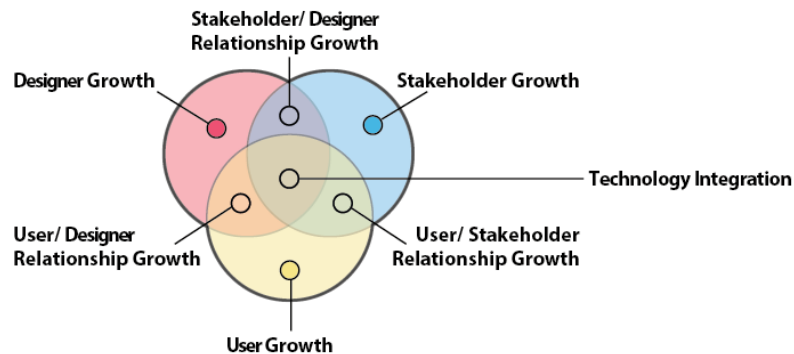 Stakeholder/ Designer
Relationship Growth
Designer Growth
Stakeholder Growth
Technology Integration
User/ Designer
Relationship Growth
User/ Stakeholder
Relationship Growth
User Growth